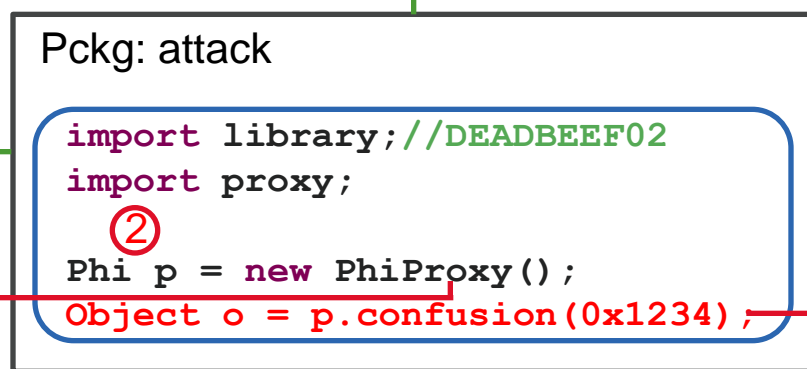 Pckg: attack
import library;//DEADBEEF02
import proxy;
2
Phi p = new PhiProxy();
Object o = p.confusion(0x1234);